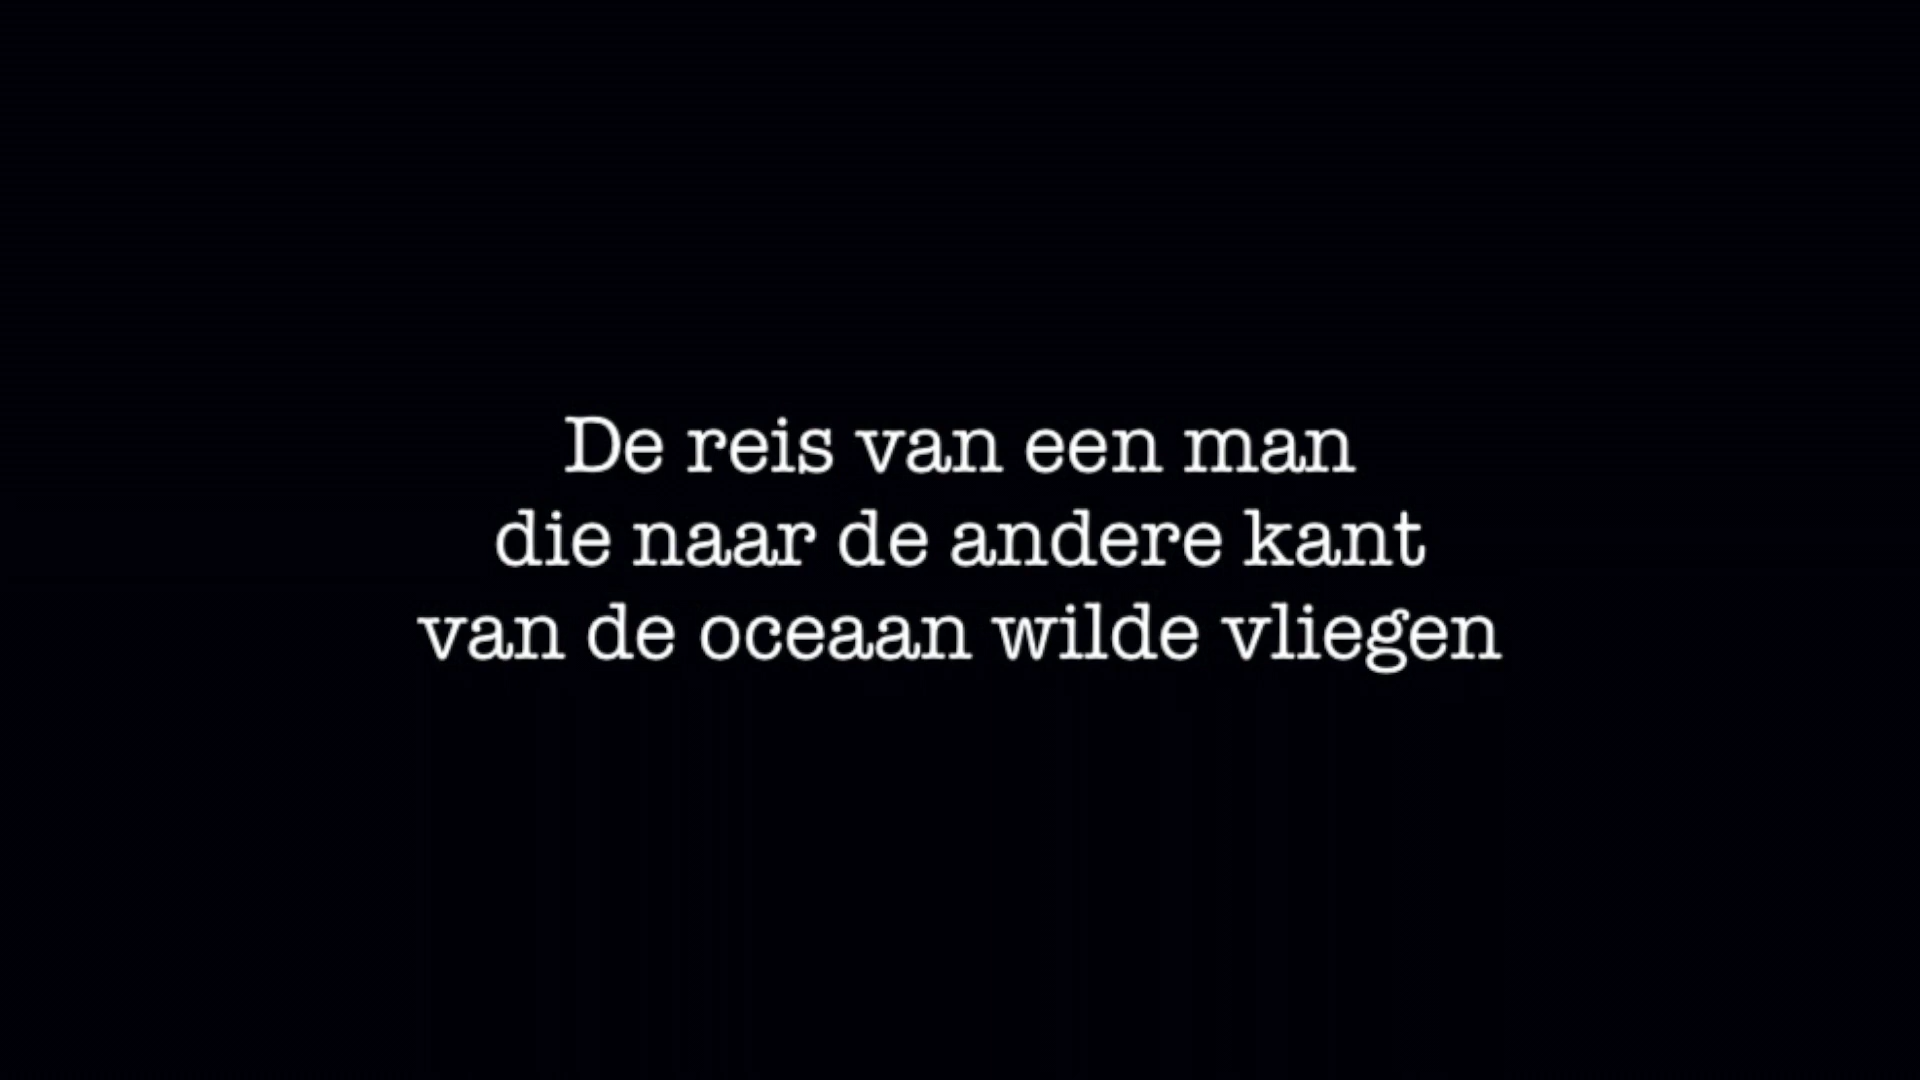 De reis van een man
die naar de andere kant
van de oceaan wilde vliegen